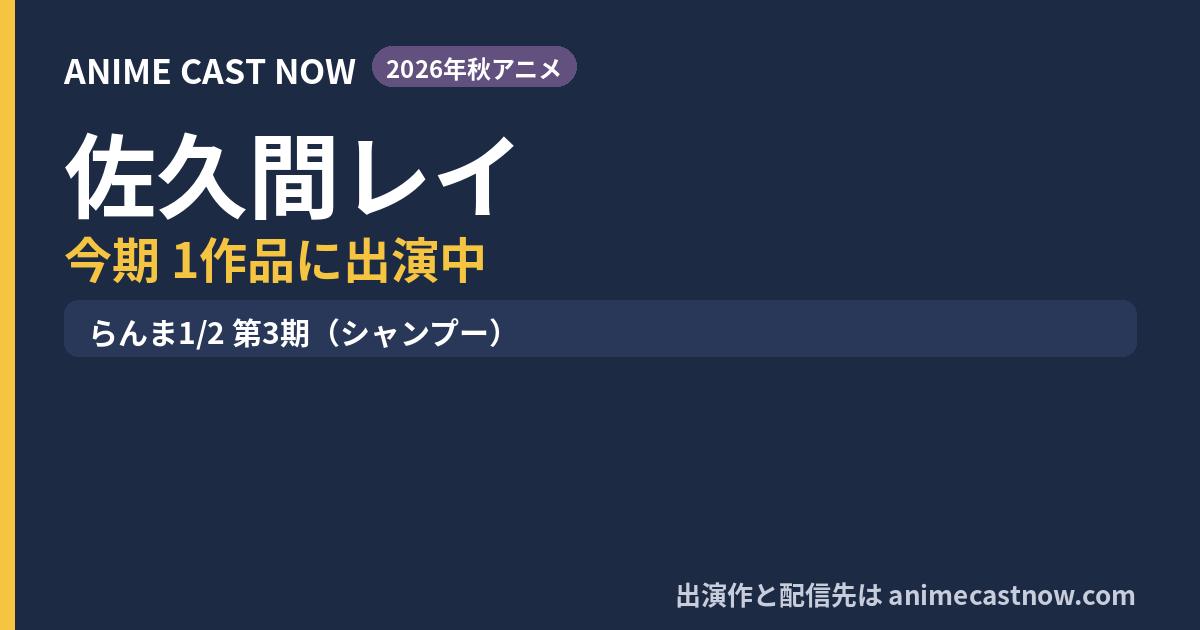 ANIME CAST NOW 2026年秋アニメ
佐久間レイ
今期 1作品に出演中
らんま1/2 第3期（シャンプー）
出演作と配信先は animecastnow.com